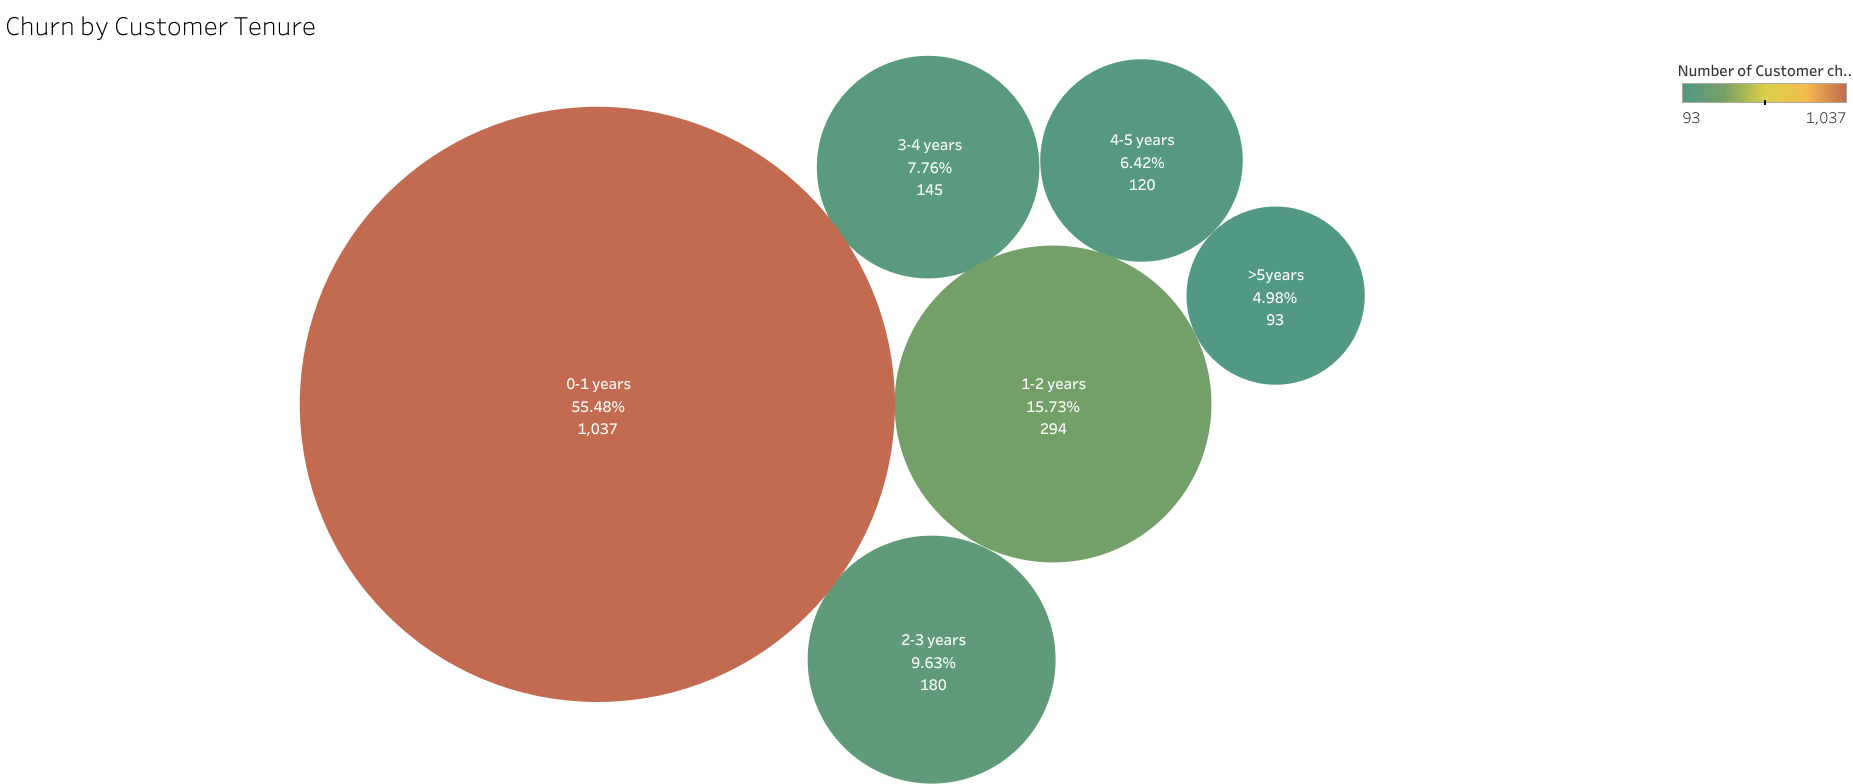 Churn by Customer Tenure
Number of Customer ch..
93
1,037
3-4 years
7.76%
145
4-5 years
6.42%
120
>5years
4.98%
93
0-1 years
55.48%
1,037
1-2 years
15.73%
294
2-3 years
9.63%
180